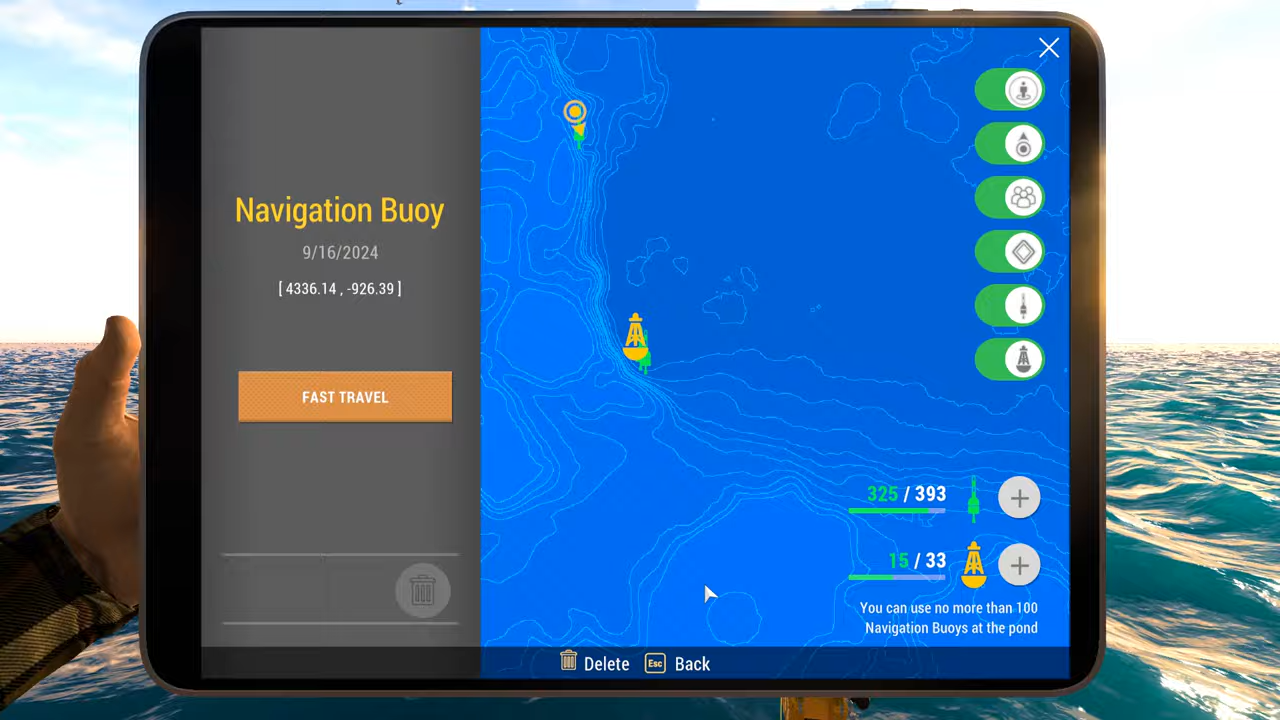 Navigation Buoy
9/16/2024
[ 4336.14 , -926.39 ]
FAST TRAVEL
325 / 393
15 / 33
You can use no more than 100
Navigation Buoys at the pond
Delete Esc Back